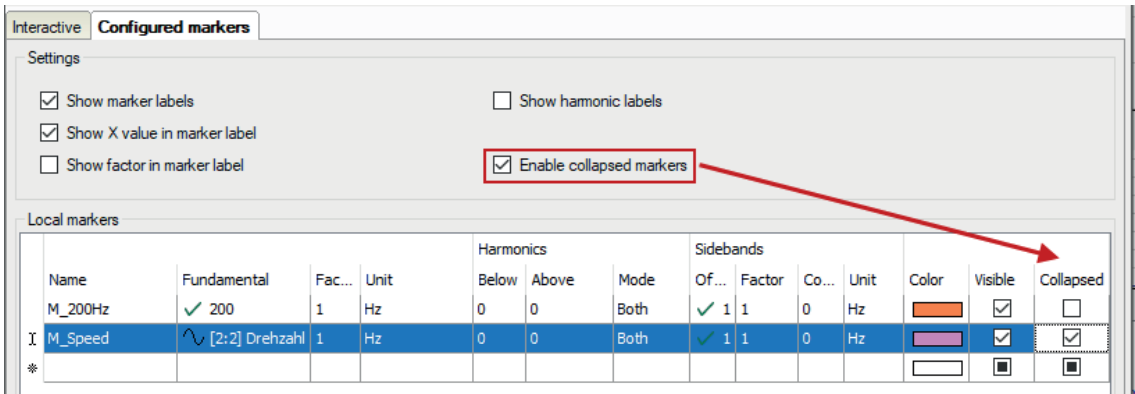 Interactive Configured markers
Settings
Show marker labels Show harmonic labels
Show X value in marker label
Show factor in marker label Enable collapsed markers
Local markers
Harmonics Sidebands
Name Fundamental Fac... Unit Below Above Mode Of... Factor Co... Unit Color Visible Collapsed
M_200Hz 200 1 Hz 0 0 Both 1 1 0 Hz
M_Speed [2:2] Drehzahl 1 Hz 0 0 Both 1 1 0 Hz